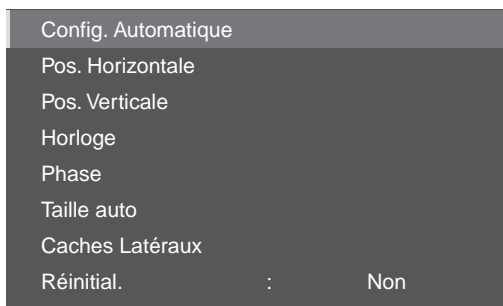 Config. Automatique
Pos. Horizontale
Pos. Verticale
Horloge
Phase
Taille auto
Caches Latéraux
Réinitial. : Non